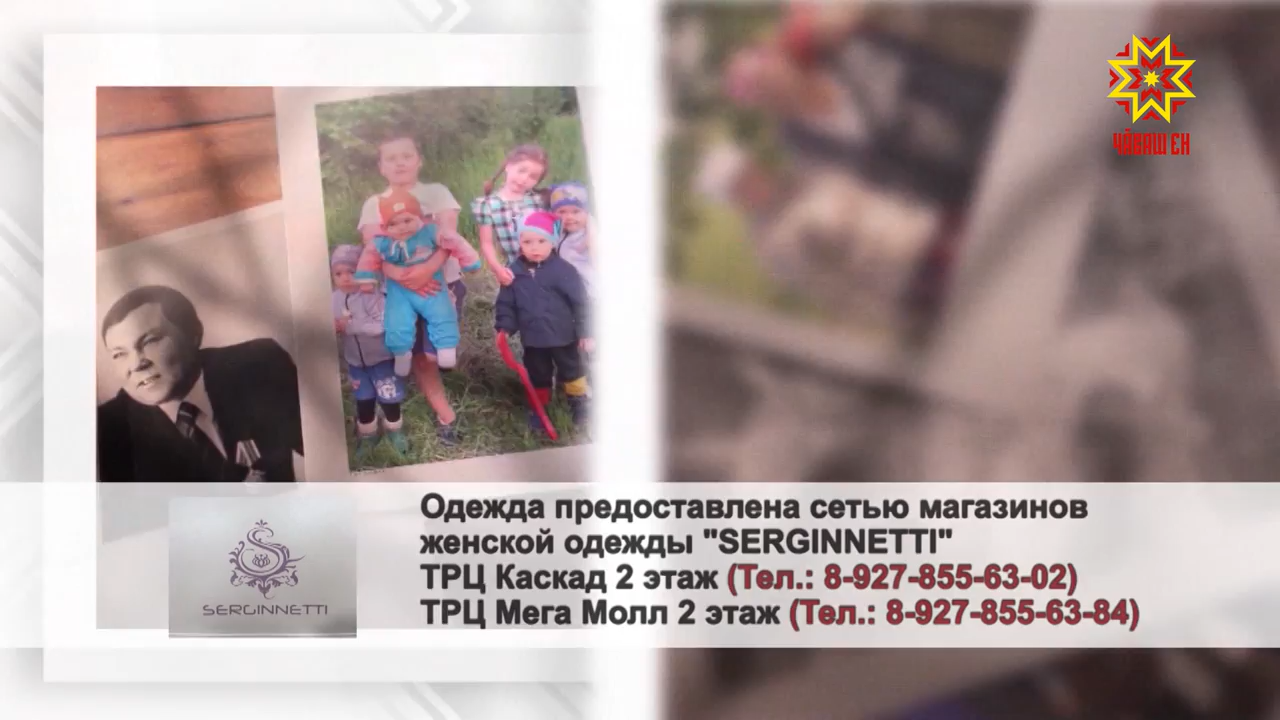 ЧӐВАШ ЕН
Одежда предоставлена сетью магазинов
женской одежды "SERGINNETTI"
ТРЦ Каскад 2 этаж (Тел.: 8-927-855-63-02)
ТРЦ Мега Молл 2 этаж (Тел.: 8-927-855-63-84)
SERGINNETTI